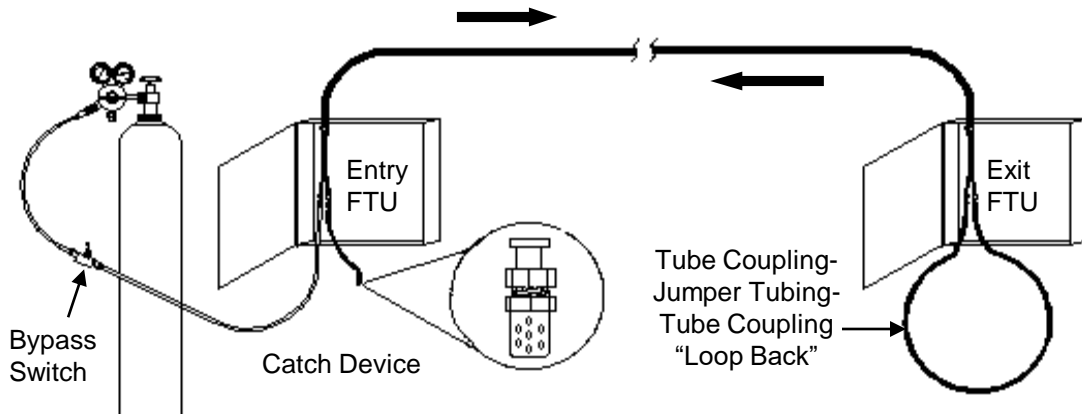 Entry
FTU
Exit
FTU
Tube Coupling-
Jumper Tubing-
Tube Coupling
“Loop Back”
Bypass
Switch
Catch Device